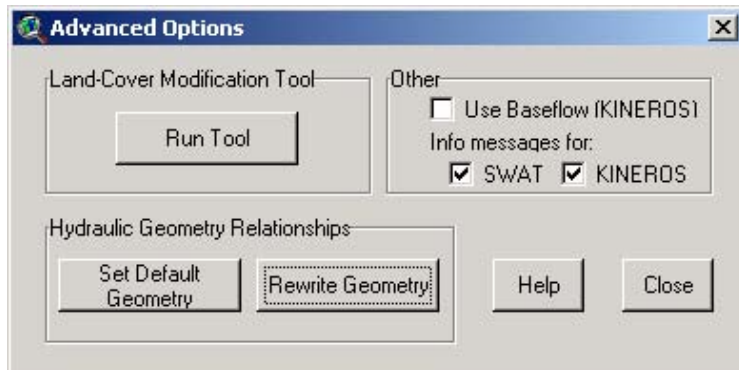 Advanced Options
Land-Cover Modification Tool
Run Tool
Other
Use Baseflow (KINEROS)
Info messages for:
SWAT
KINEROS
Hydraulic Geometry Relationships
Set Default
Geometry
Rewrite Geometry
Help
Close